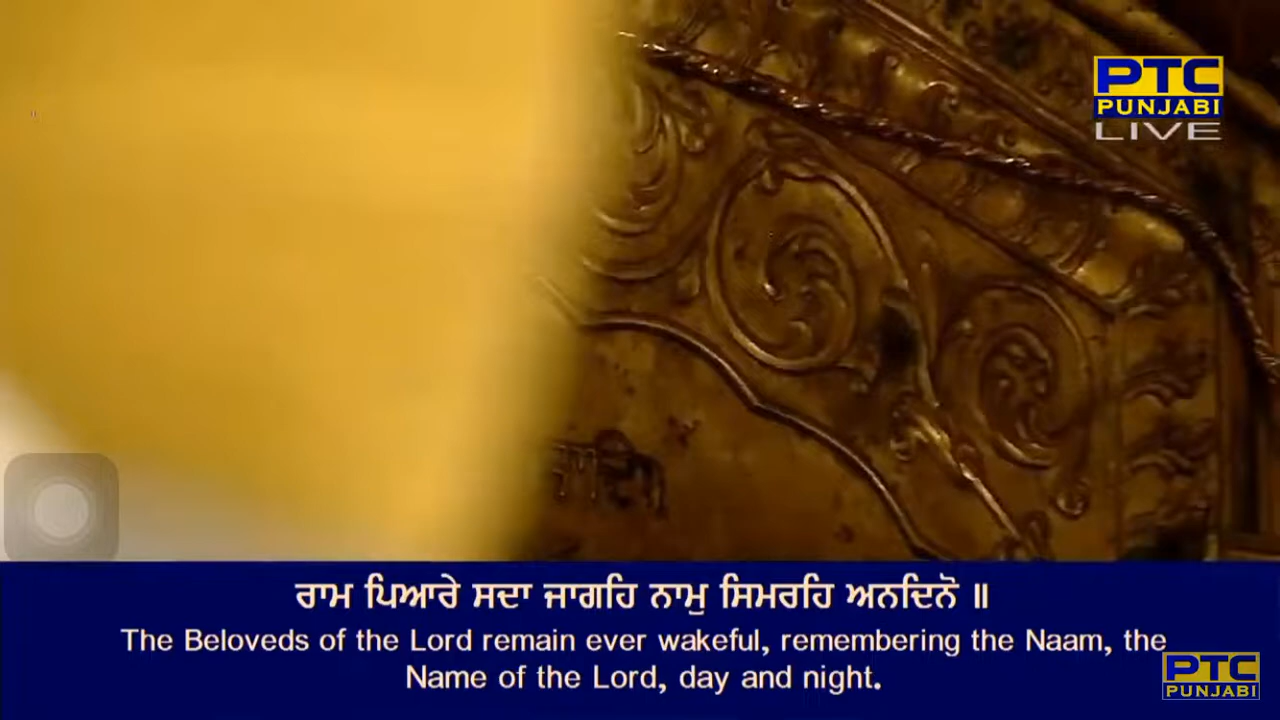 PTC
PUNJABI
LIVE
ਰਾਮ ਪਿਆਰੇ ਸਦਾ ਜਾਗਹਿ ਨਾਮੁ ਸਿਮਰਹਿ ਅਨਦਿਨੋ ॥
The Beloveds of the Lord remain ever wakeful, remembering the Naam, the
Name of the Lord, day and night.
PTC
PUNJABI